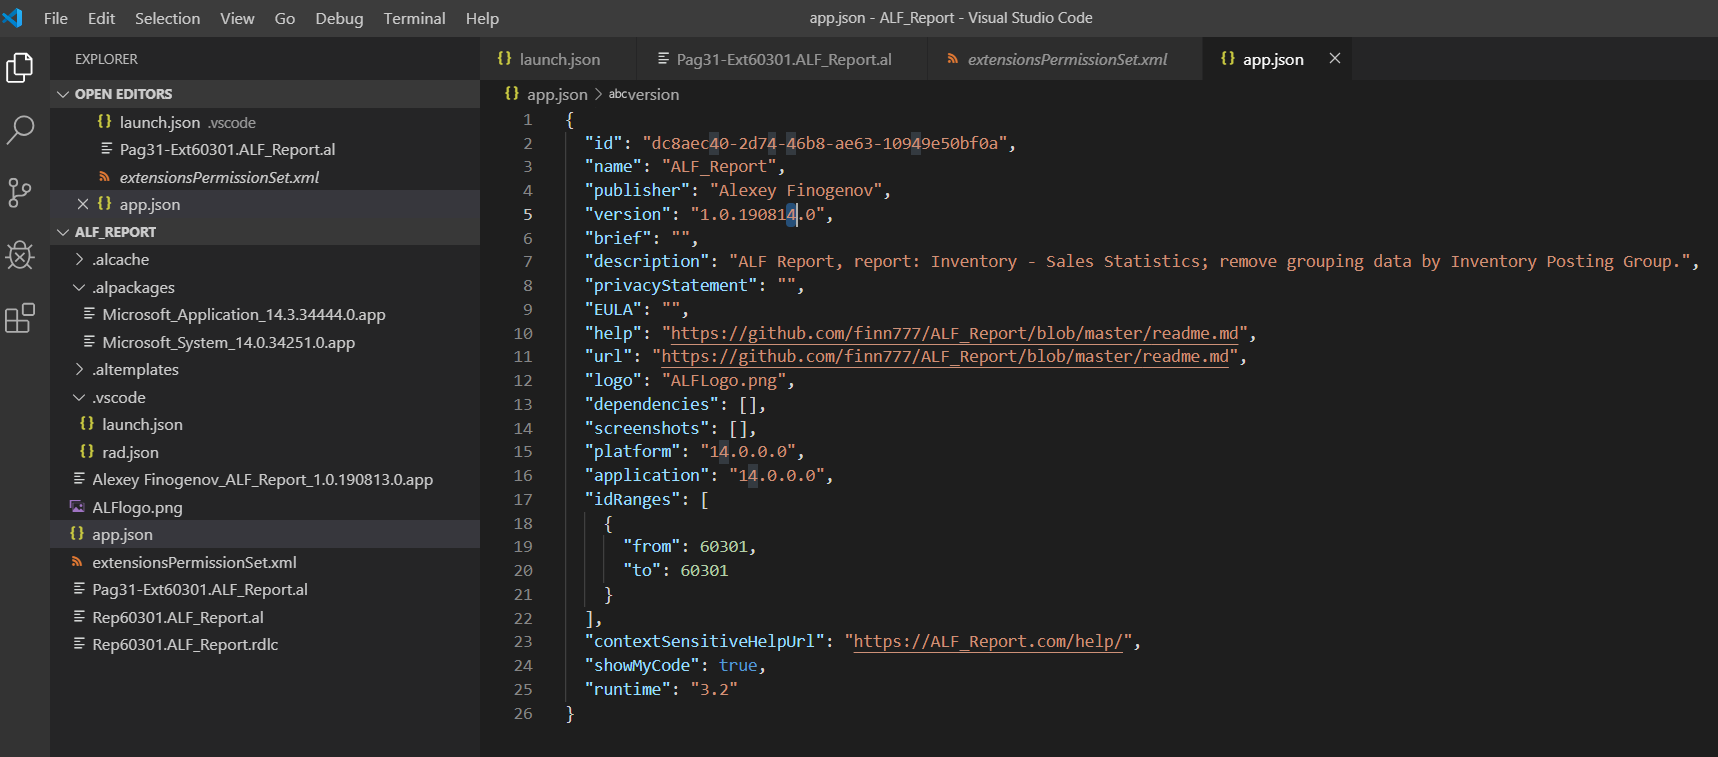 File Edit Selection View Go Debug Terminal Help app.json - ALF_Report - Visual Studio Code
EXPLORER
OPEN EDITORS
launch.json .vscode
Pag31-Ext60301.ALF_Report.al
extensionsPermissionSet.xml
app.json
ALF_REPORT
.alcache
.alpackages
Microsoft_Application_14.3.34444.0.app
Microsoft_System_14.0.34251.0.app
.altemplates
.vscode
launch.json
rad.json
Alexey Finogenov_ALF_Report_1.0.190813.0.app
ALFlogo.png
app.json
extensionsPermissionSet.xml
Pag31-Ext60301.ALF_Report.al
Rep60301.ALF_Report.al
Rep60301.ALF_Report.rdlc
launch.json Pag31-Ext60301.ALF_Report.al extensionsPermissionSet.xml app.json
{} app.json > abc version
1 {
2 "id": "dc8aec40-2d74-46b8-ae63-10949e50bf0a",
3 "name": "ALF_Report",
4 "publisher": "Alexey Finogenov",
5 "version": "1.0.190814.0",
6 "brief": "",
7 "description": "ALF Report, report: Inventory - Sales Statistics; remove grouping data by Inventory Posting Group.",
8 "privacyStatement": "",
9 "EULA": "",
10 "help": "https://github.com/finn777/ALF_Report/blob/master/readme.md",
11 "url": "https://github.com/finn777/ALF_Report/blob/master/readme.md",
12 "logo": "ALFLogo.png",
13 "dependencies": [],
14 "screenshots": [],
15 "platform": "14.0.0.0",
16 "application": "14.0.0.0",
17 "idRanges": [
18 {
19 "from": 60301,
20 "to": 60301
21 }
22 ],
23 "contextSensitiveHelpUrl": "https://ALF_Report.com/help/",
24 "showMyCode": true,
25 "runtime": "3.2"
26 }